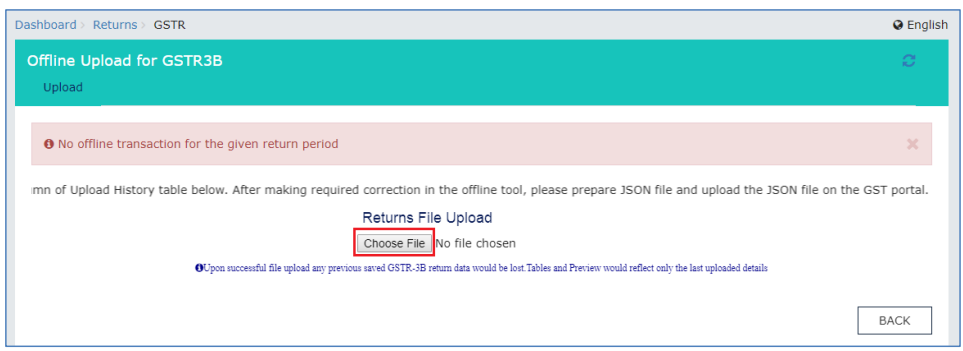 Dashboard › Returns › GSTR English
Offline Upload for GSTR3B
Upload
No offline transaction for the given return period
of Upload History table below. After making required correction in the offline tool, please prepare JSON file and upload the JSON file on the GST portal.
Returns File Upload
Choose File No file chosen
Upon successful file upload any previous saved GSTR-3B return data would be lost.Tables and Preview would reflect only the last uploaded details
BACK